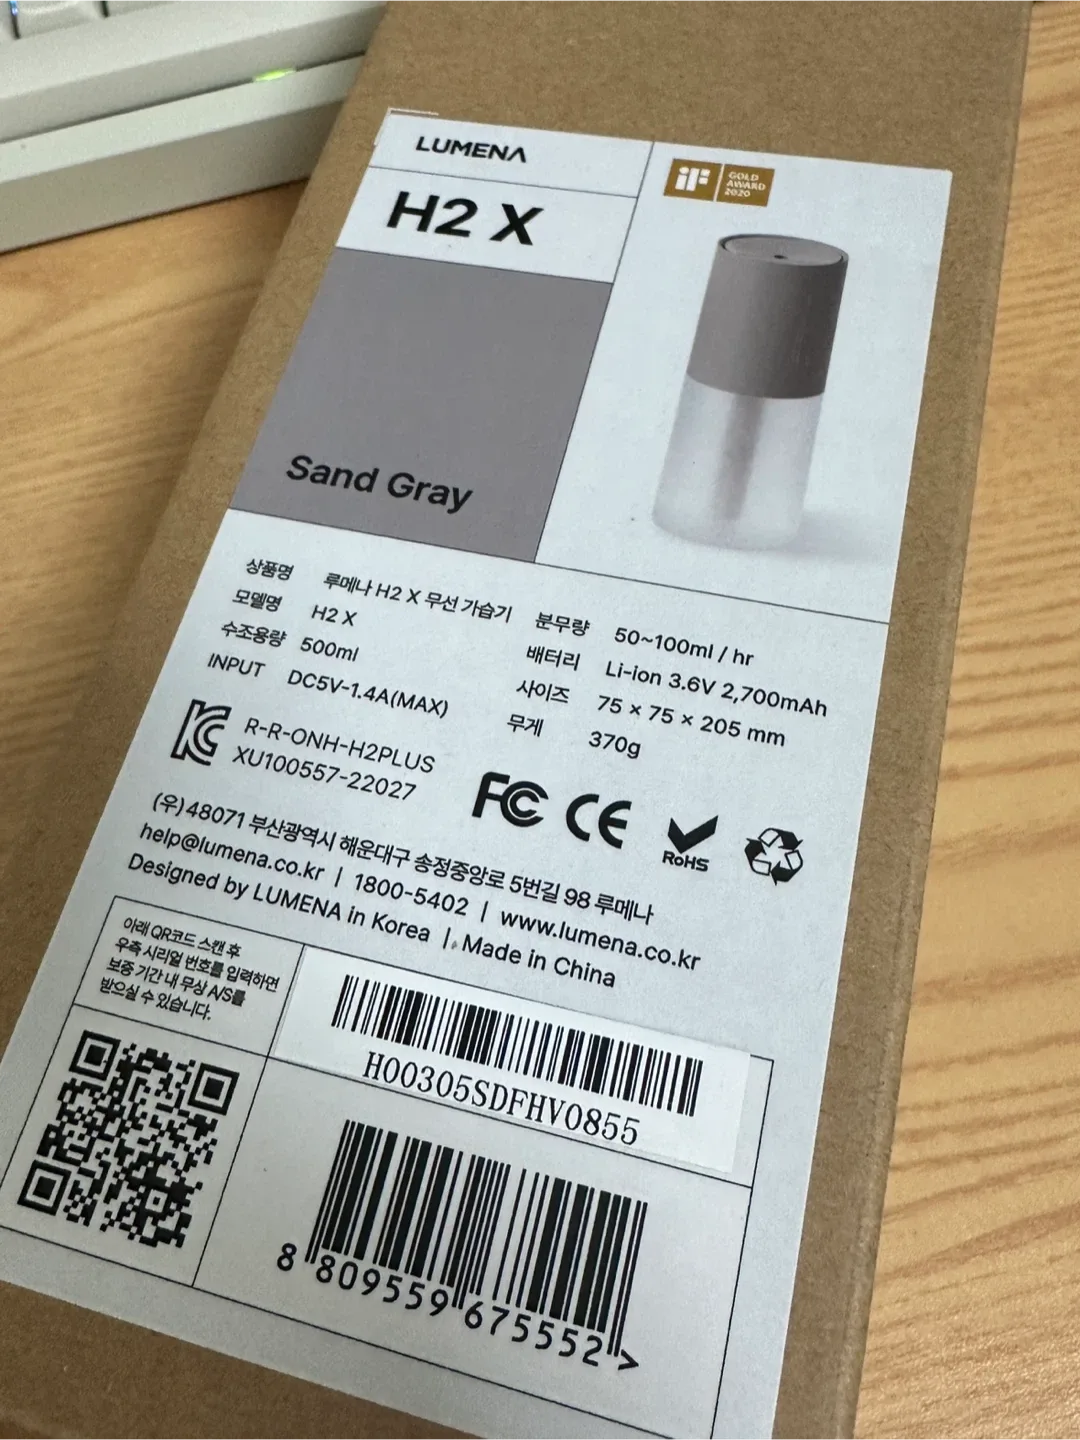 LUMENA
H2 X
iF
GOLD
AWARD
2020
Sand Gray
상품명 루메나 H2 X 무선 가습기
모델명 H2 X
수조용량 500ml
INPUT DC5V-1.4A(MAX)
분무량 50~100ml / hr
배터리 Li-ion 3.6V 2,700mAh
사이즈 75 × 75 × 205 mm
무게 370g
R-R-ONH-H2PLUS
XU100557-22027
FC CE
RoHS
(우) 48071 부산광역시 해운대구 송정중앙로 5번길 98 루메나
help@lumena.co.kr | 1800-5402 | www.lumena.co.kr
Designed by LUMENA in Korea | Made in China
아래 QR코드 스캔 후
우측 시리얼 번호를 입력하면
보증 기간 내 무상 A/S를
받으실 수 있습니다.
H00305SDFHV0855
8 809559 675552 >